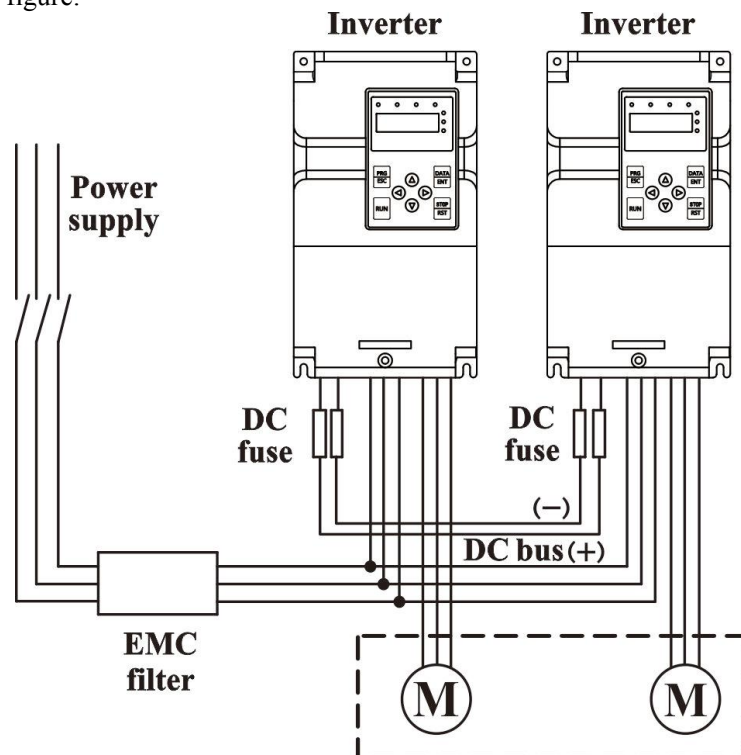 figure.
Inverter
Inverter
PRG
ESC
DATA
ENT
RUN
STOP
RST
PRG
ESC
DATA
ENT
RUN
STOP
RST
Power
supply
DC
fuse
DC
fuse
(−)
DC bus(+)
EMC
filter
M
M